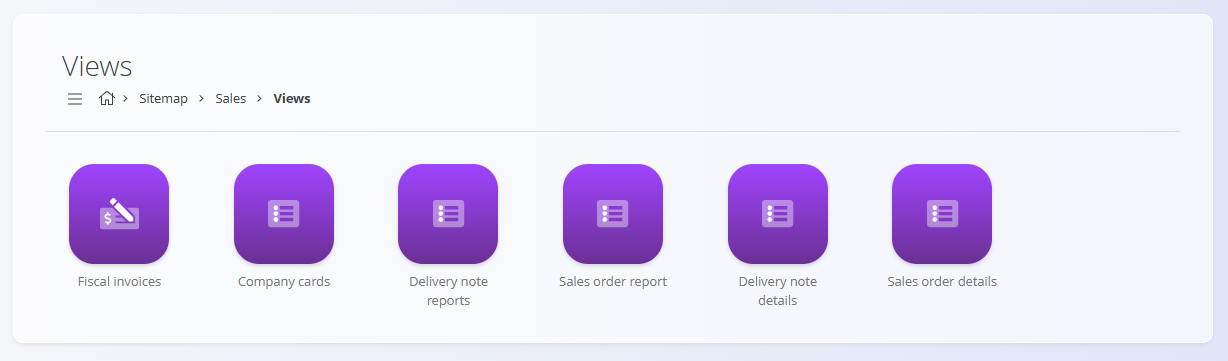 Views
Sitemap > Sales > Views
Fiscal invoices
Company cards
Delivery note
reports
Sales order report
Delivery note
details
Sales order details